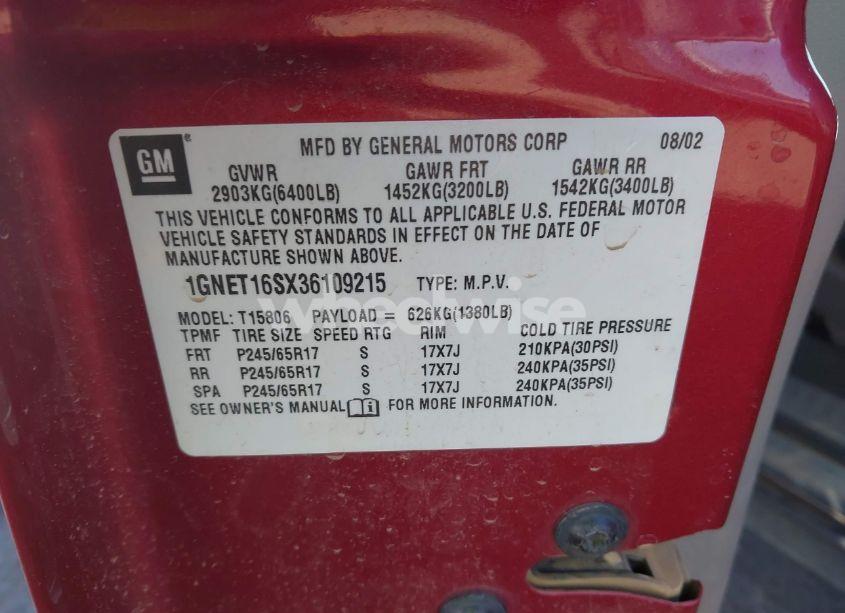 GM
MFD BY GENERAL MOTORS CORP 08/02
GVWR GAWR FRT GAWR RR
2903KG(6400LB) 1452KG(3200LB) 1542KG(3400LB)
THIS VEHICLE CONFORMS TO ALL APPLICABLE U.S. FEDERAL MOTOR
VEHICLE SAFETY STANDARDS IN EFFECT ON THE DATE OF
MANUFACTURE SHOWN ABOVE.
1GNET16SX36109215 TYPE: M.P.V.
wheelwise
MODEL: T15806 PAYLOAD = 626KG(1380LB)
TPMF TIRE SIZE SPEED RTG RIM COLD TIRE PRESSURE
FRT P245/65R17 S 17X7J 210KPA(30PSI)
RR P245/65R17 S 17X7J 240KPA(35PSI)
SPA P245/65R17 S 17X7J 240KPA(35PSI)
SEE OWNER'S MANUAL FOR MORE INFORMATION.